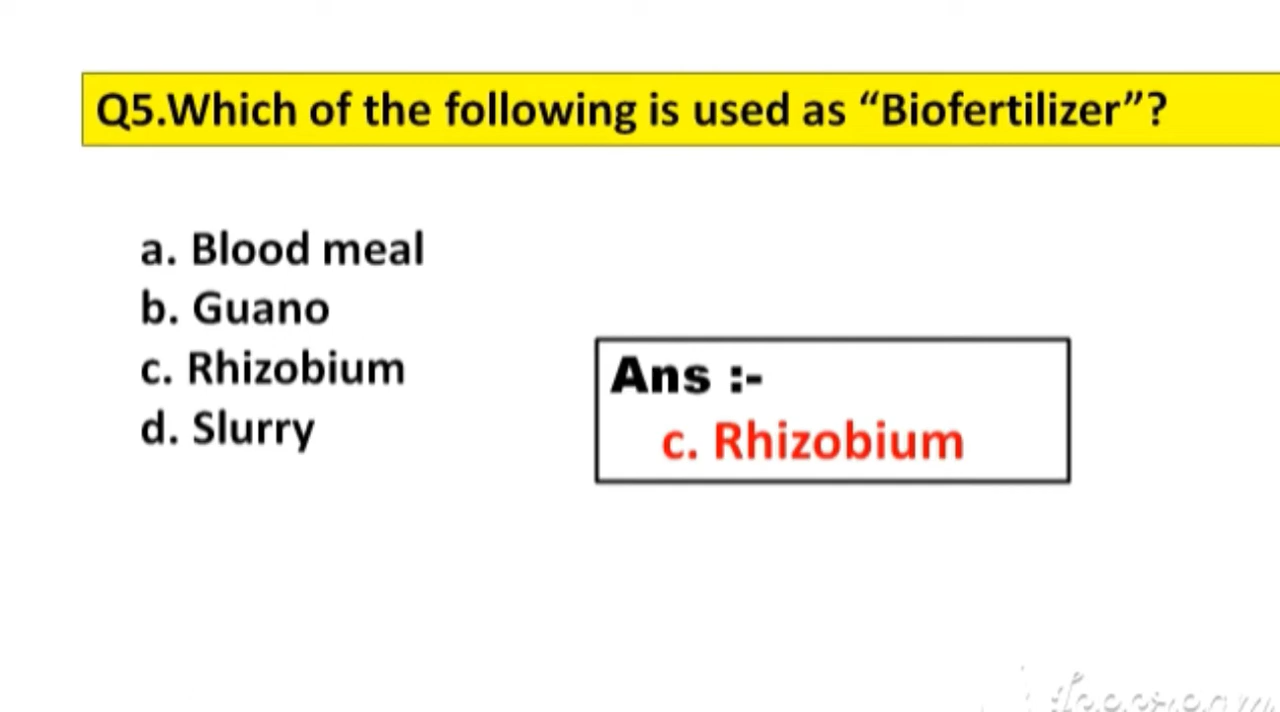 Q5.Which of the following is used as “Biofertilizer”?
a. Blood meal
b. Guano
c. Rhizobium
d. Slurry
Ans :-
c. Rhizobium